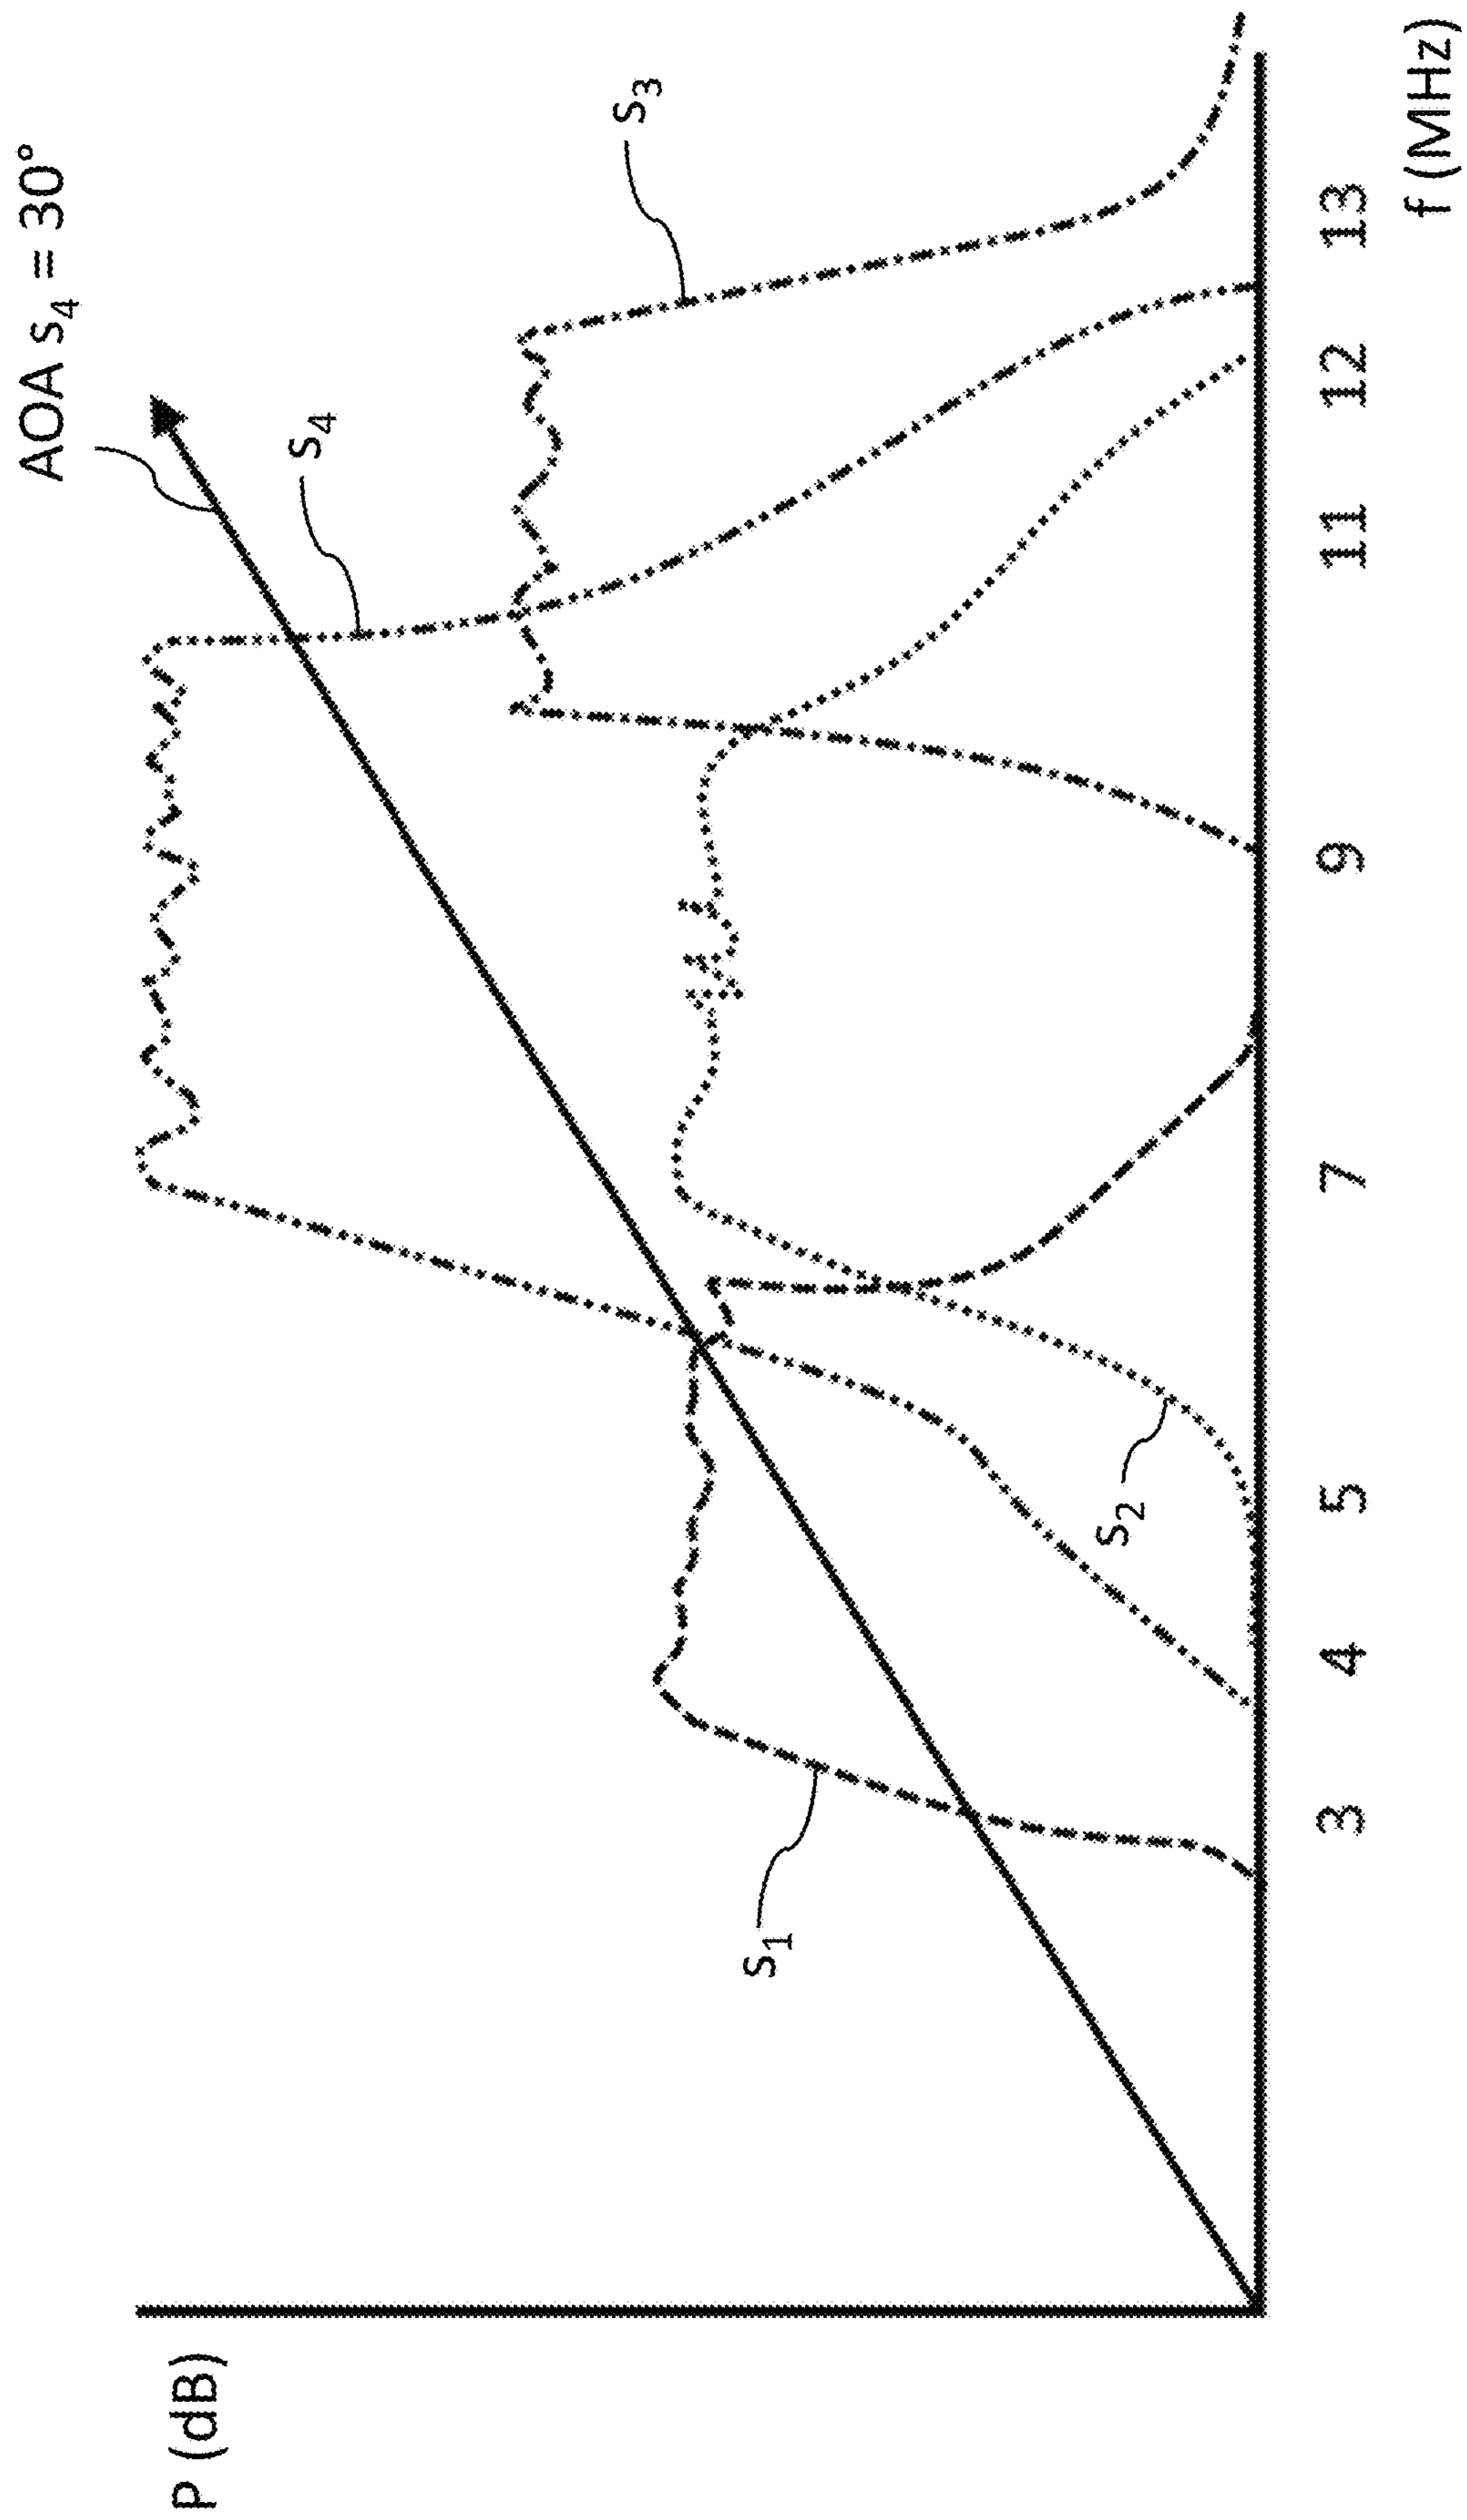 P (dB)
AOA s₄ = 30°
s₄
s₃
s₁
s₂
3 4 5 7 9 11 12 13
f (MHz)